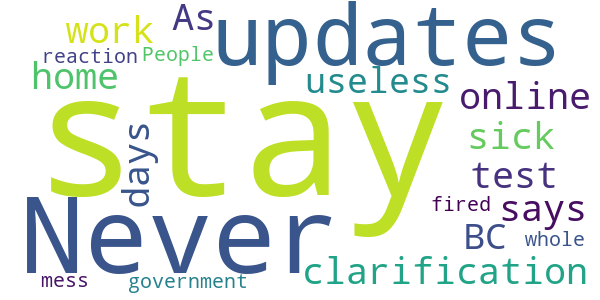 As
updates
work
reaction
People
home
useless
stay
online
days
sick
test
Never
fired
says
BC
whole
clarification
mess
government